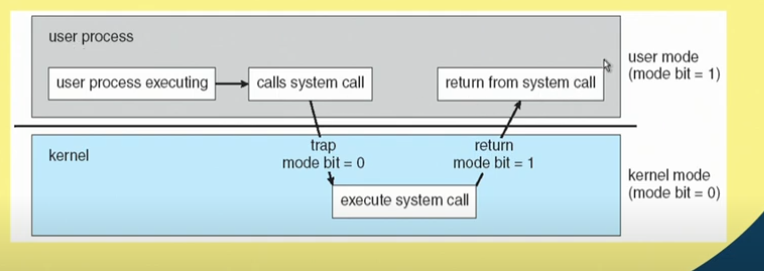 user process
user process executing
calls system call
return from system call
user mode
(mode bit = 1)
kernel
trap
mode bit = 0
return
mode bit = 1
execute system call
kernel mode
(mode bit = 0)